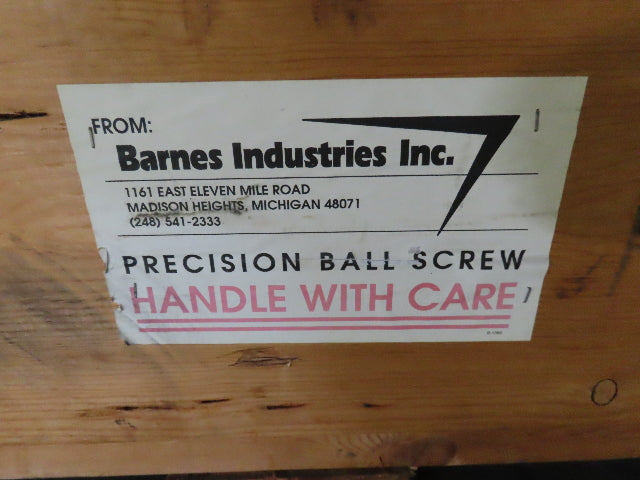 FROM:
Barnes Industries Inc.
1161 EAST ELEVEN MILE ROAD
MADISON HEIGHTS, MICHIGAN 48071
(248) 541-2333
PRECISION BALL SCREW
HANDLE WITH CARE